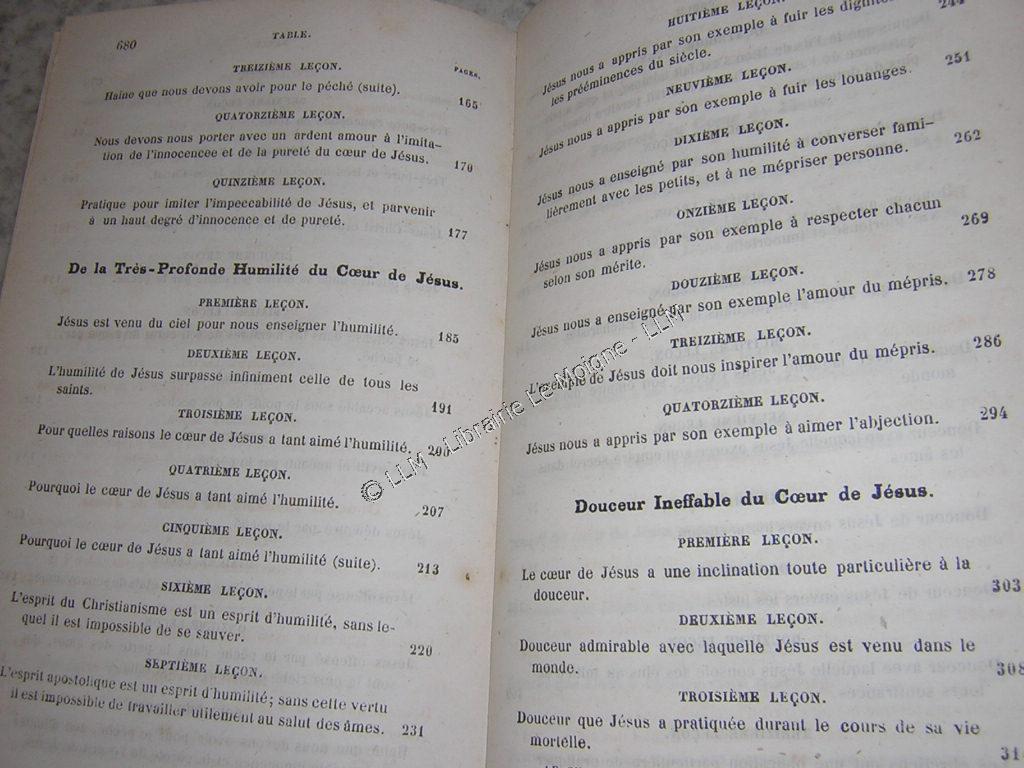 680 TABLE.
PAGES.
TREIZIÈME LEÇON.
Haine que nous devons avoir pour le péché (suite). 165
QUATORZIÈME LEÇON.
Nous devons nous porter avec un ardent amour à l'imita-
tion de l'innocencee et de la pureté du cœur de Jésus. 170
QUINZIÈME LEÇON.
Pratique pour imiter l'impeccabilité de Jésus, et parvenir
à un haut degré d'innocence et de pureté. 177
De la Très-Profonde Humilité du Cœur de Jésus.
PREMIÈRE LEÇON.
Jésus est venu du ciel pour nous enseigner l'humilité. 185
DEUXIÈME LEÇON.
L'humilité de Jésus surpasse infiniment celle de tous les
saints. 191
TROISIÈME LEÇON.
Pour quelles raisons le cœur de Jésus a tant aimé l'humilité.
QUATRIÈME LEÇON.
Pourquoi le cœur de Jésus a tant aimé l'humilité. 207
CINQUIÈME LEÇON.
Pourquoi le cœur de Jésus a tant aimé l'humilité (suite). 213
SIXIÈME LEÇON.
L'esprit du Christianisme est un esprit d'humilité, sans le-
quel il est impossible de se sauver. 220
SEPTIÈME LEÇON.
L'esprit apostolique est un esprit d'humilité; sans cette vertu
il est impossible de travailler utilement au salut des âmes. 231
HUITIÈME LEÇON.
Jésus nous a appris par son exemple à fuir les dignités
les prééminences du siècle. 244
NEUVIÈME LEÇON.
Jésus nous a appris par son exemple à fuir les louanges. 251
DIXIÈME LEÇON.
Jésus nous a enseigné par son humilité à converser fami-
lièrement avec les petits, et à ne mépriser personne. 262
ONZIÈME LEÇON.
Jésus nous a appris par son exemple à respecter chacun
selon son mérite. 269
DOUZIÈME LEÇON.
Jésus nous a enseigné par son exemple l'amour du mépris. 278
TREIZIÈME LEÇON.
L'exemple de Jésus doit nous inspirer l'amour du mépris. 286
QUATORZIÈME LEÇON.
Jésus nous a appris par son exemple à aimer l'abjection. 294
Douceur Ineffable du Cœur de Jésus.
PREMIÈRE LEÇON.
Le cœur de Jésus a une inclination toute particulière à la
douceur. 303
DEUXIÈME LEÇON.
Douceur admirable avec laquelle Jésus est venu dans le
monde. 308
TROISIÈME LEÇON.
Douceur que Jésus a pratiquée durant le cours de sa vie
mortelle.
© LLM - Librairie Le Moigne - LLM